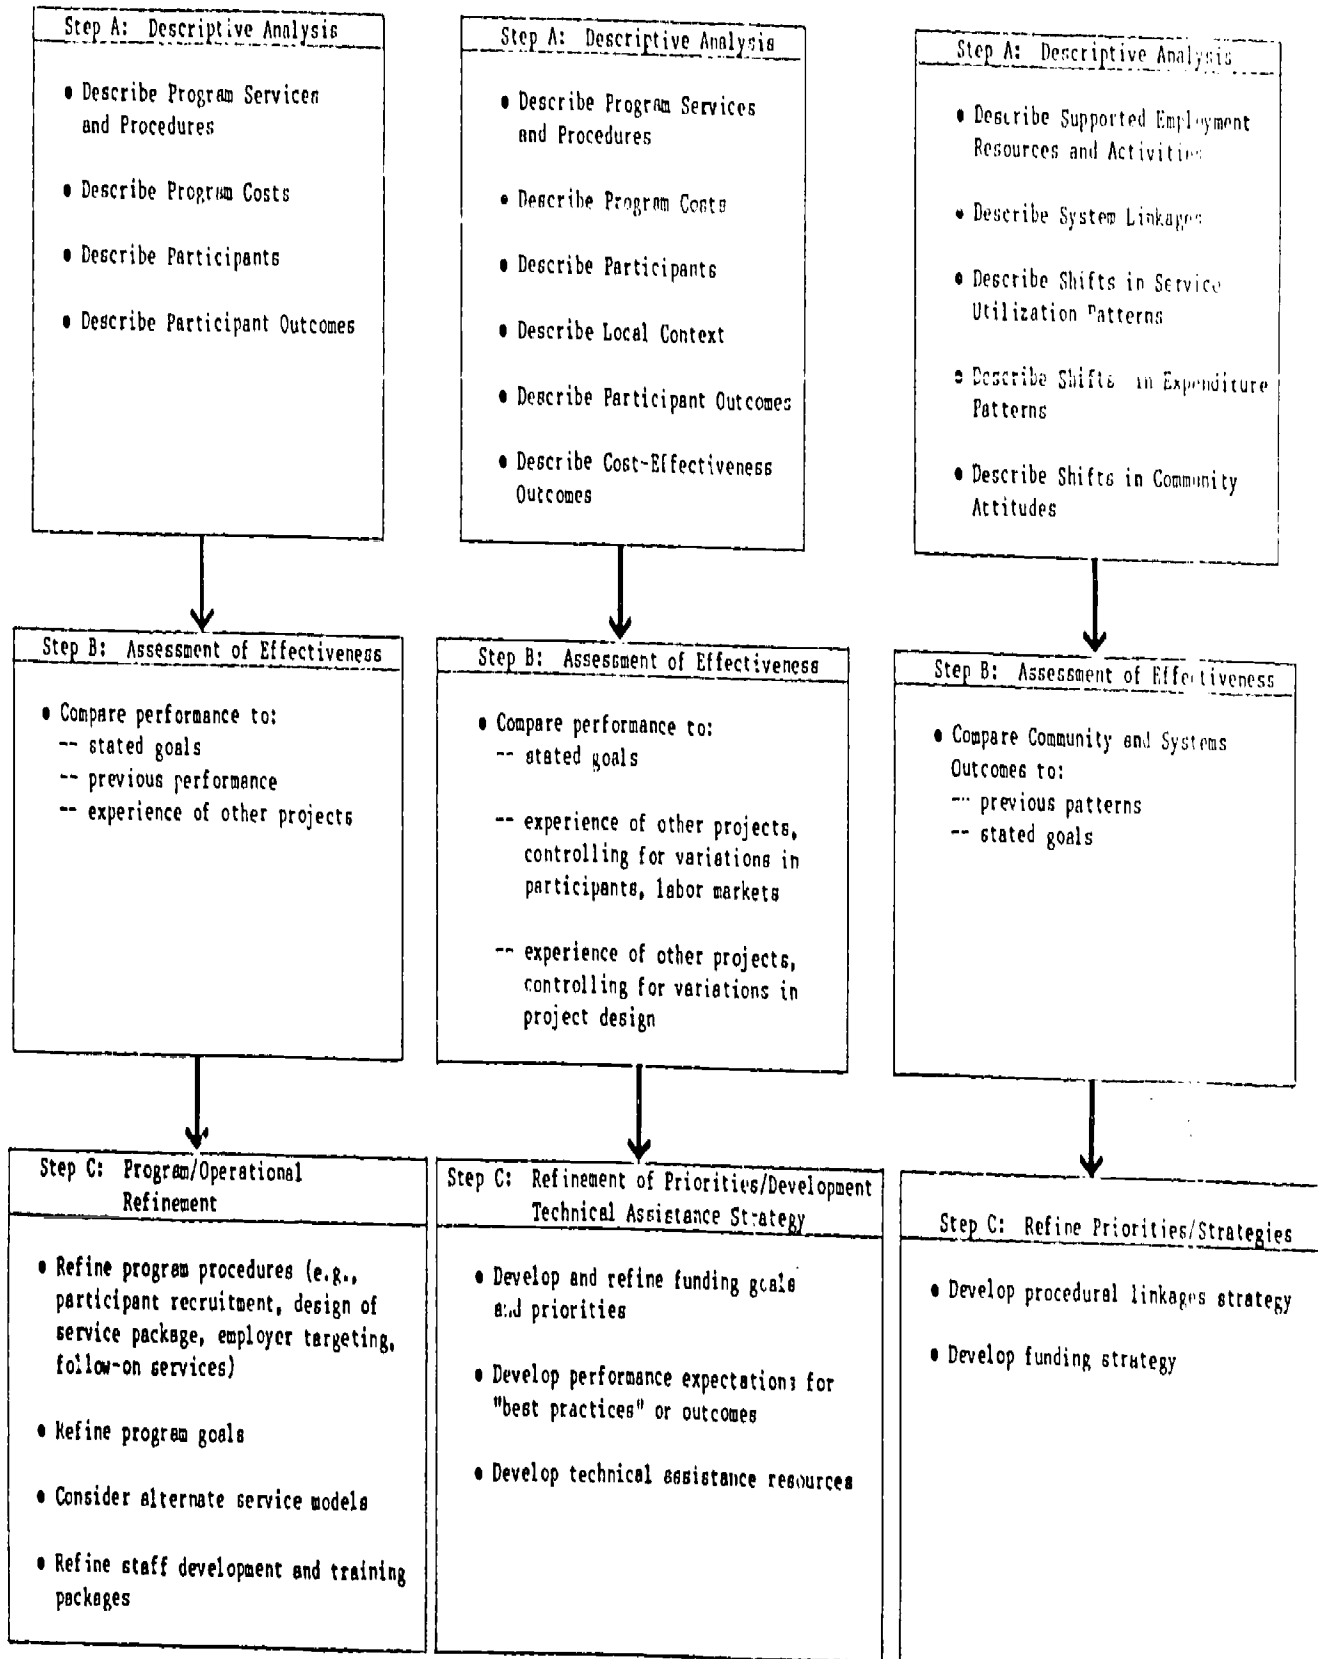 Step A: Descriptive Analysis
• Describe Program Services
and Procedures
• Describe Program Costs
• Describe Participants
• Describe Participant Outcomes
Step B: Assessment of Effectiveness
• Compare performance to:
-- stated goals
-- previous performance
-- experience of other projects
Step C: Program/Operational
Refinement
• Refine program procedures (e.g.,
participant recruitment, design of
service package, employer targeting,
follow-on services)
• Refine program goals
• Consider alternate service models
• Refine staff development and training
packages
Step A: Descriptive Analysis
• Describe Program Services
and Procedures
• Describe Program Costs
• Describe Participants
• Describe Local Context
• Describe Participant Outcomes
• Describe Cost-Effectiveness
Outcomes
Step B: Assessment of Effectiveness
• Compare performance to:
-- stated goals
-- experience of other projects,
controlling for variations in
participants, labor markets
-- experience of other projects,
controlling for variations in
project design
Step C: Refinement of Priorities/Development
Technical Assistance Strategy
• Develop and refine funding goals
and priorities
• Develop performance expectations for
"best practices" or outcomes
• Develop technical assistance resources
Step A: Descriptive Analysis
• Describe Supported Employment
Resources and Activities
• Describe System Linkages
• Describe Shifts in Service
Utilization Patterns
• Describe Shifts in Expenditure
Patterns
• Describe Shifts in Community
Attitudes
Step B: Assessment of Effectiveness
• Compare Community and Systems
Outcomes to:
-- previous patterns
-- stated goals
Step C: Refine Priorities/Strategies
• Develop procedural linkages strategy
• Develop funding strategy